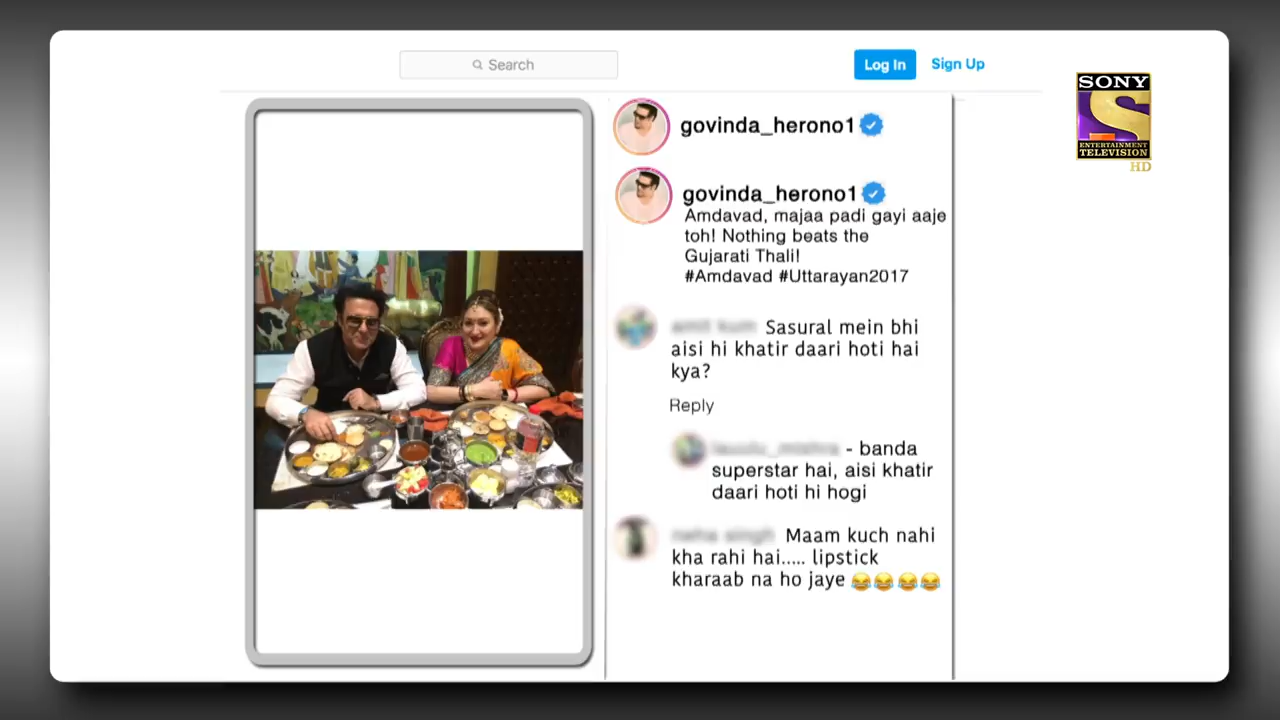 Search
Log In
Sign Up
SONY
ENTERTAINMENT
TELEVISION
HD
govinda_herono1
govinda_herono1
Amdavad, majaa padi gayi aaje
toh! Nothing beats the
Gujarati Thali!
#Amdavad #Uttarayan2017
Sasural mein bhi
aisi hi khatir daari hoti hai
kya?
Reply
- banda
superstar hai, aisi khatir
daari hoti hi hogi
Maam kuch nahi
kha rahi hai..... lipstick
kharaab na ho jaye 😂😂😂😂